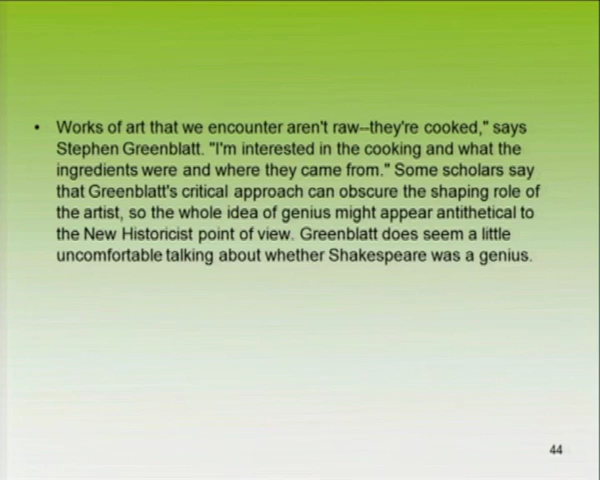 • Works of art that we encounter aren't raw--they're cooked," says
Stephen Greenblatt. "I'm interested in the cooking and what the
ingredients were and where they came from." Some scholars say
that Greenblatt's critical approach can obscure the shaping role of
the artist, so the whole idea of genius might appear antithetical to
the New Historicist point of view. Greenblatt does seem a little
uncomfortable talking about whether Shakespeare was a genius.
44